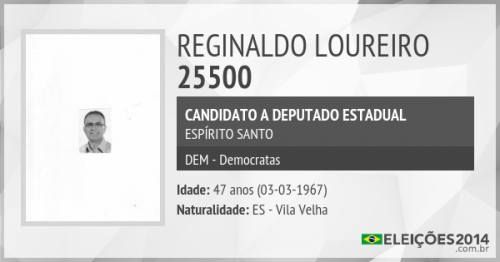 REGINALDO LOUREIRO
25500
CANDIDATO A DEPUTADO ESTADUAL
ESPÍRITO SANTO
DEM - Democratas
Idade: 47 anos (03-03-1967)
Naturalidade: ES - Vila Velha
ELEIÇÕES2014
.com.br